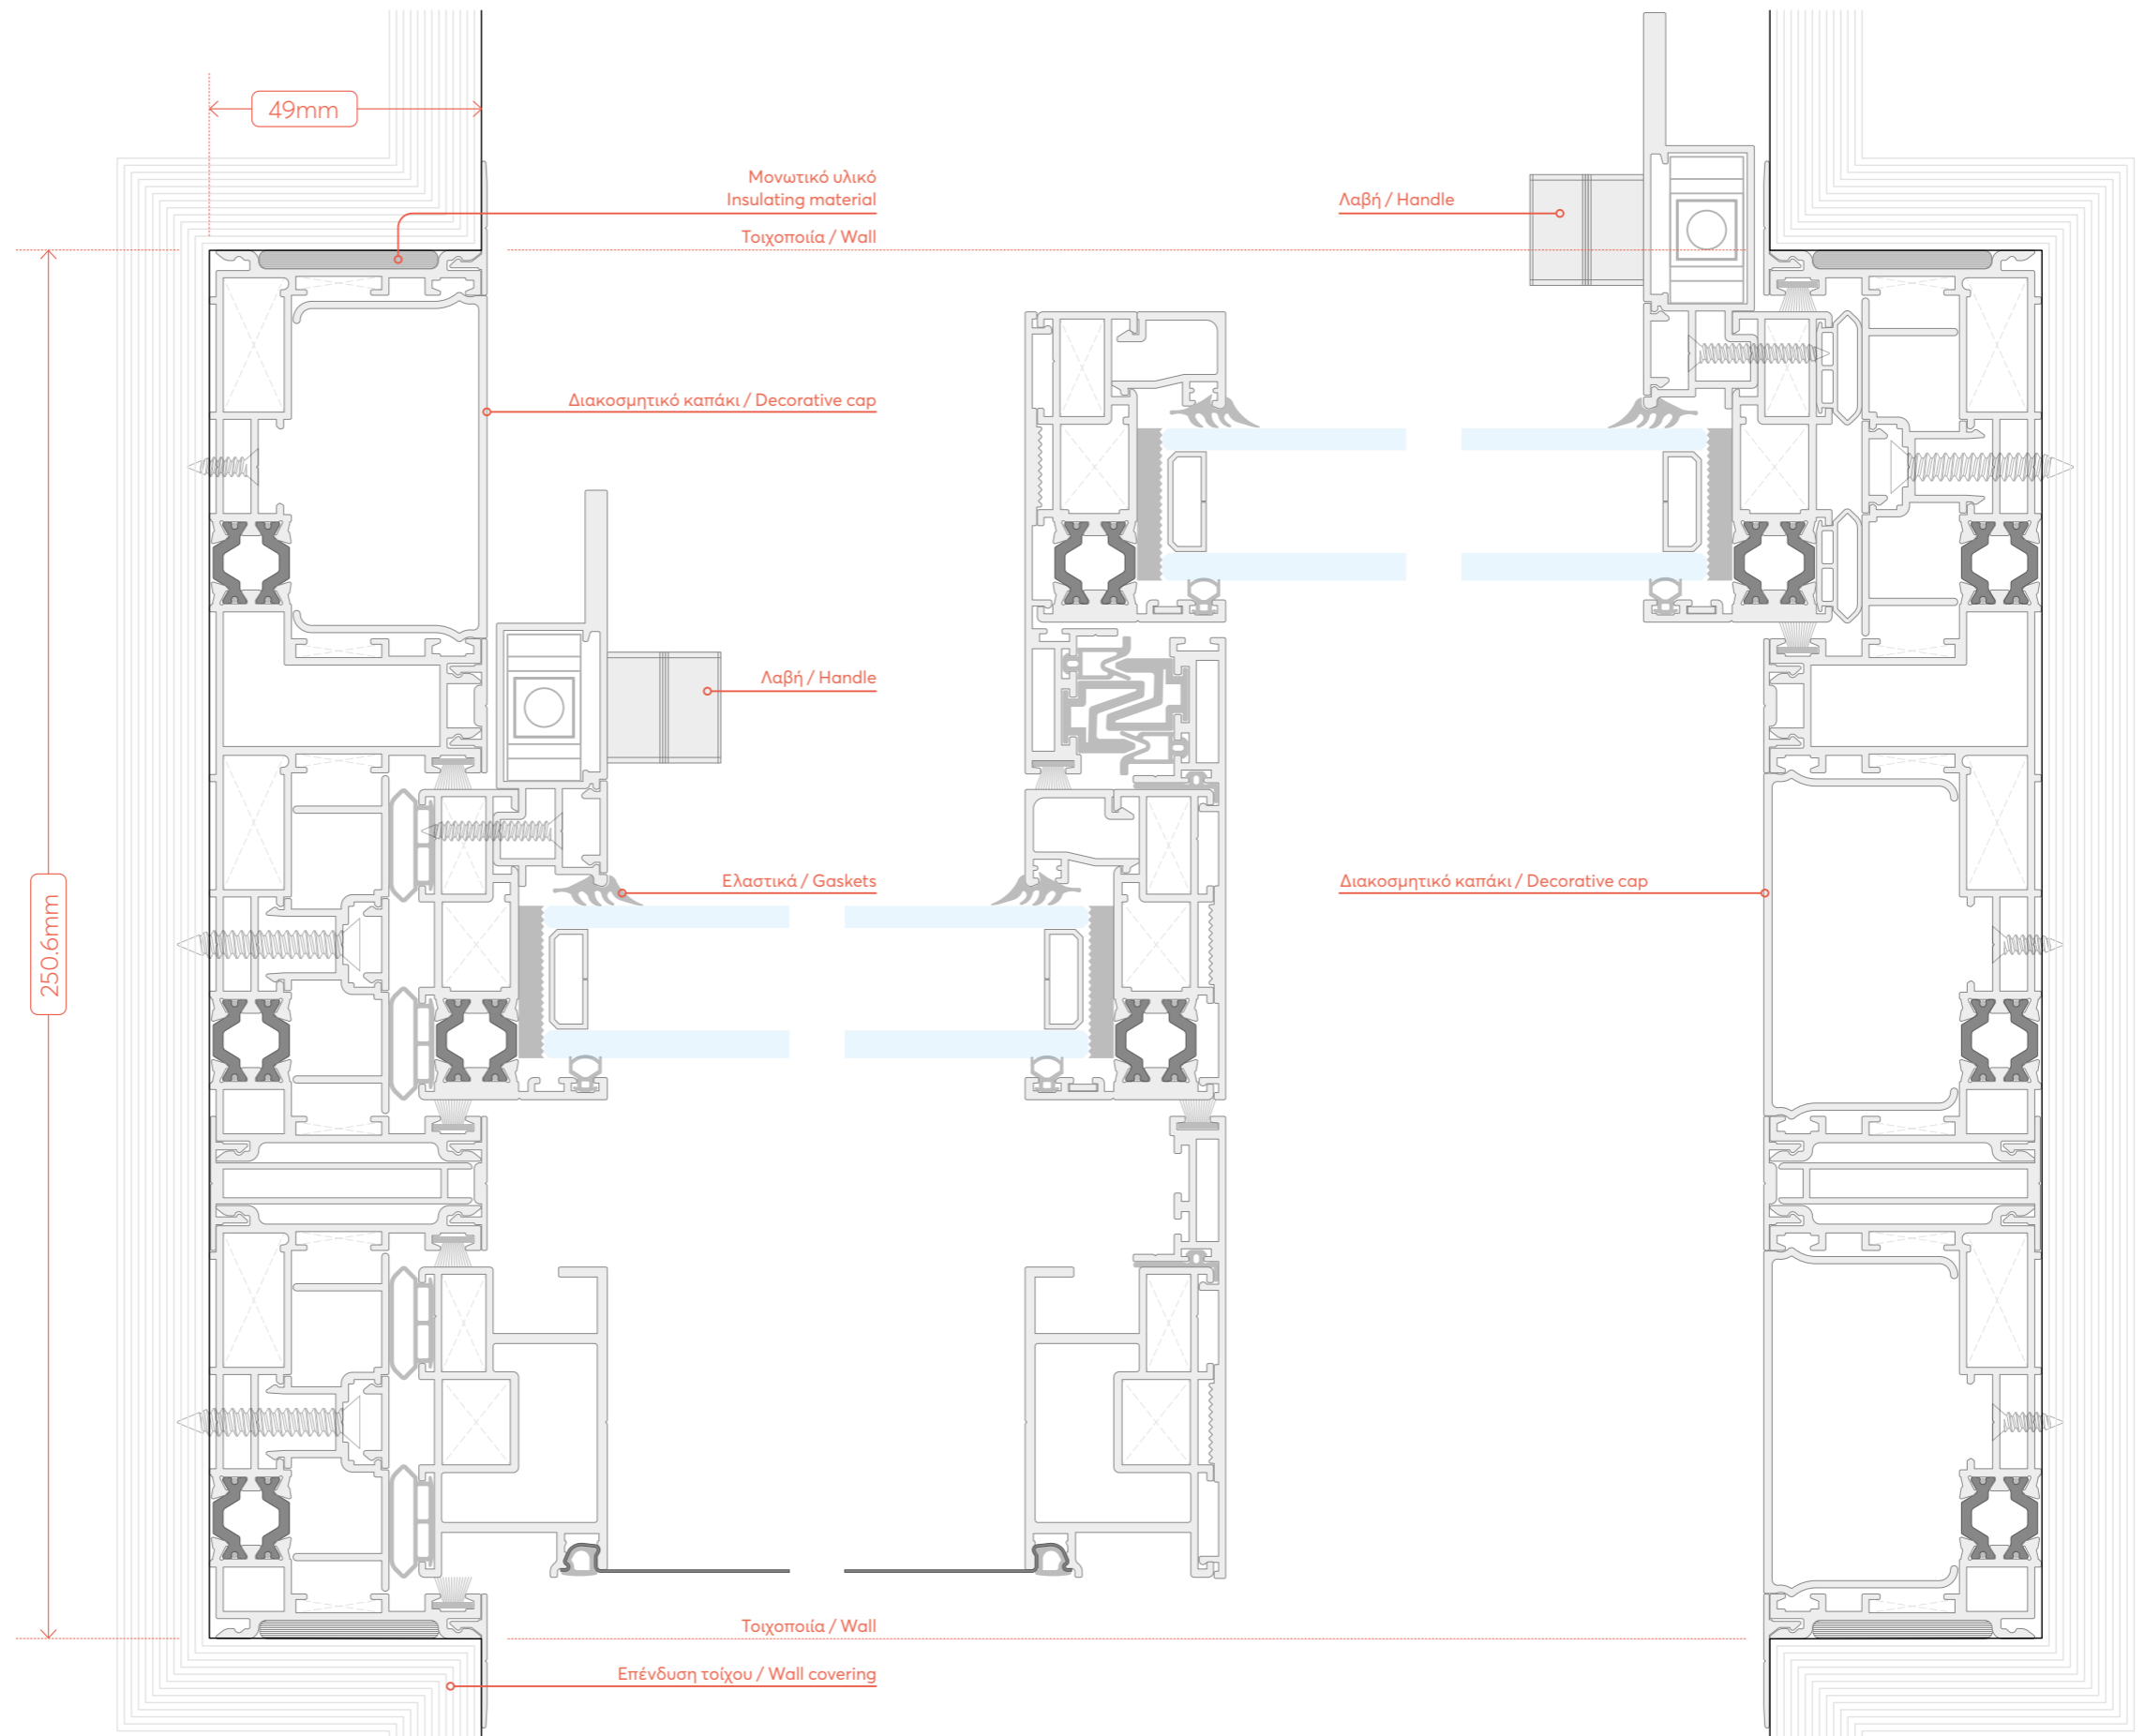 49mm
Μονωτικό υλικό
Insulating material
Τοιχοποιία / Wall
Λαβή / Handle
Διακοσμητικό καπάκι / Decorative cap
Λαβή / Handle
Ελαστικά / Gaskets
Διακοσμητικό καπάκι / Decorative cap
250.6mm
Τοιχοποιία / Wall
Επένδυση τοίχου / Wall covering